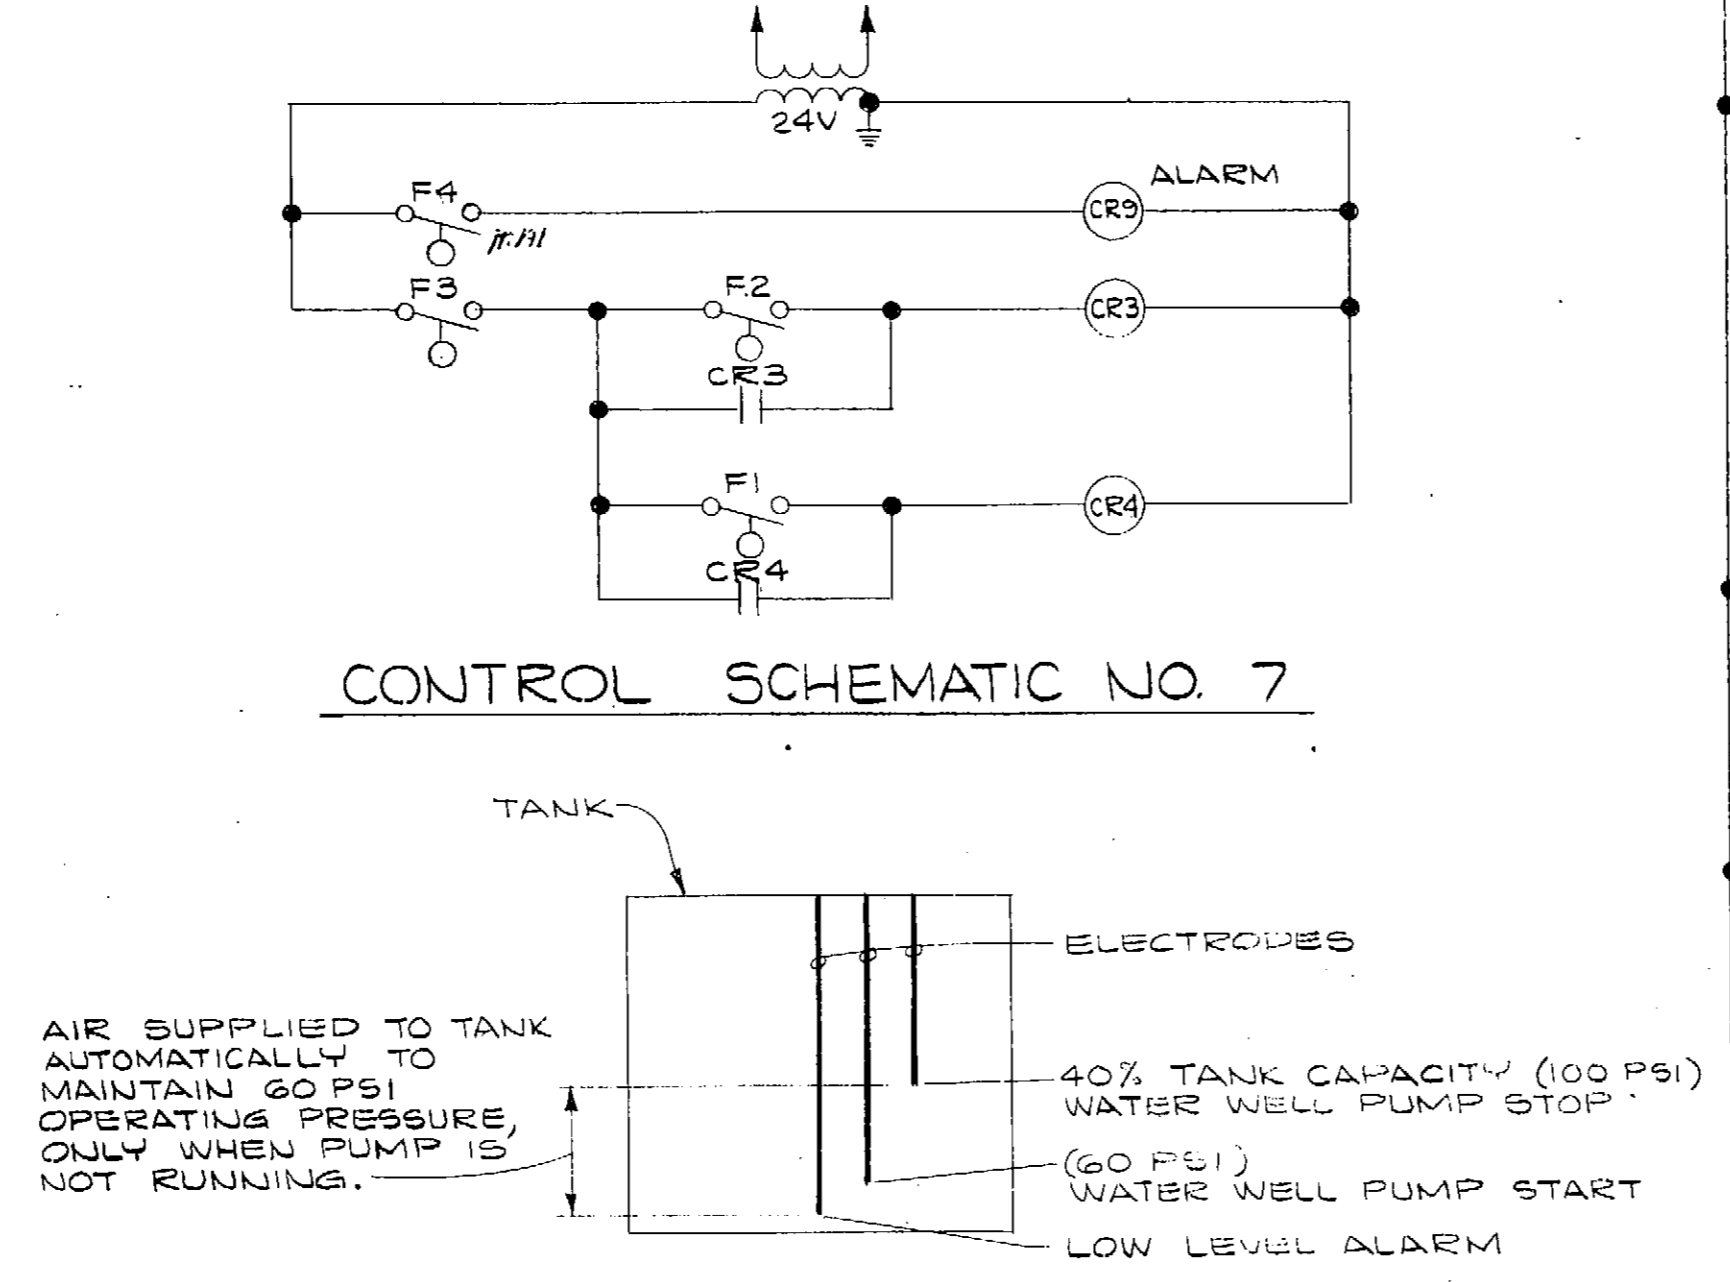 24V
ALARM
F4
CR9
F3
F2
CR3
CR3
F1
CR4
CR4
CONTROL SCHEMATIC NO. 7
TANK
ELECTRODES
AIR SUPPLIED TO TANK
AUTOMATICALLY TO
MAINTAIN 60 PSI
OPERATING PRESSURE,
ONLY WHEN PUMP IS
NOT RUNNING.
40% TANK CAPACITY (100 PSI)
WATER WELL PUMP STOP
(60 PSI)
WATER WELL PUMP START
LOW LEVEL ALARM